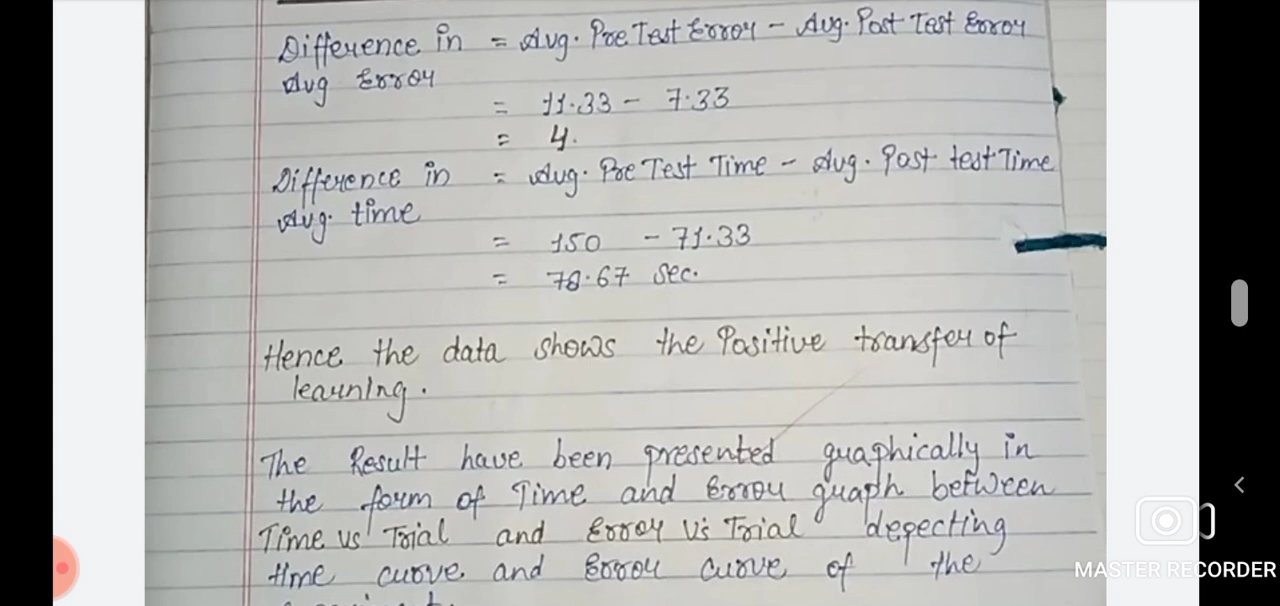 Difference in = Avg. Pre Test Error - Avg. Post Test Error
Avg Error
= 11.33 - 7.33
= 4.
Difference in = Avg. Pre Test Time - Avg. Post test Time
Avg. time
= 150 - 71.33
= 78.67 sec.
Hence the data shows the Positive transfer of
learning.
The Result have been presented graphically in
the form of Time and Error graph between
Time vs Trial and Error Vs Trial depecting
time curve and Error curve of the
MASTER RECORDER